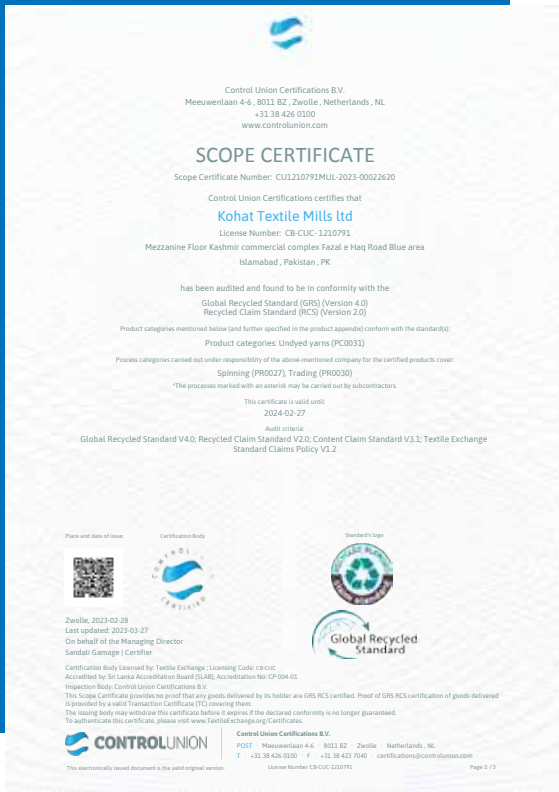 Control Union Certifications B.V.
Meeuwenlaan 4-6 , 8011 BZ , Zwolle , Netherlands , NL
+31 38 426 0100
www.controlunion.com
SCOPE CERTIFICATE
Scope Certificate Number: CU1210791MUL-2023-00022620
Control Union Certifications certifies that
Kohat Textile Mills ltd
License Number: CB-CUC-1210791
Mezzanine Floor Kashmir commercial complex Fazal e Haq Road Blue area
Islamabad , Pakistan , PK
has been audited and found to be in conformity with the
Global Recycled Standard (GRS) (Version 4.0)
Recycled Claim Standard (RCS) (Version 2.0)
Product categories mentioned below (and further specified in the product appendix) conform with the standard(s):
Product categories: Undyed yarns (PC0031)
Process categories carried out under responsibility of the above-mentioned company for the certified products cover:
Spinning (PR0027), Trading (PR0030)
*The processes marked with an asterisk may be carried out by subcontractors.
This certificate is valid until:
2024-02-27
Audit criteria:
Global Recycled Standard V4.0; Recycled Claim Standard V2.0; Content Claim Standard V3.1; Textile Exchange
Standard Claims Policy V1.2
Place and date of issue
Certification Body
Standard's logo
CONTROL
CERTIFIED
Zwolle, 2023-02-28
Last updated: 2023-03-27
On behalf of the Managing Director
Sandali Gamage | Certifier
Global Recycled
Standard
Certification Body Licensed by: Textile Exchange ; Licensing Code: CB-CUC
Accredited by: Sri Lanka Accreditation Board (SLAB), Accreditation No: CP 004-01
Inspection Body: Control Union Certifications B.V.
This Scope Certificate provides no proof that any goods delivered by its holder are GRS RCS certified. Proof of GRS RCS certification of goods delivered
is provided by a valid Transaction Certificate (TC) covering them.
The issuing body may withdraw this certificate before it expires if the declared conformity is no longer guaranteed.
To authenticate this certificate, please visit www.TextileExchange.org/Certificates.
CONTROLUNION
Control Union Certifications B.V.
POST · Meeuwenlaan 4-6 · 8011 BZ · Zwolle · Netherlands , NL
T · +31 38 426 0100 · F · +31 38 423 7040 · certifications@controlunion.com
This electronically issued document is the valid original version.
License Number CB-CUC-1210791
Page 1 / 3